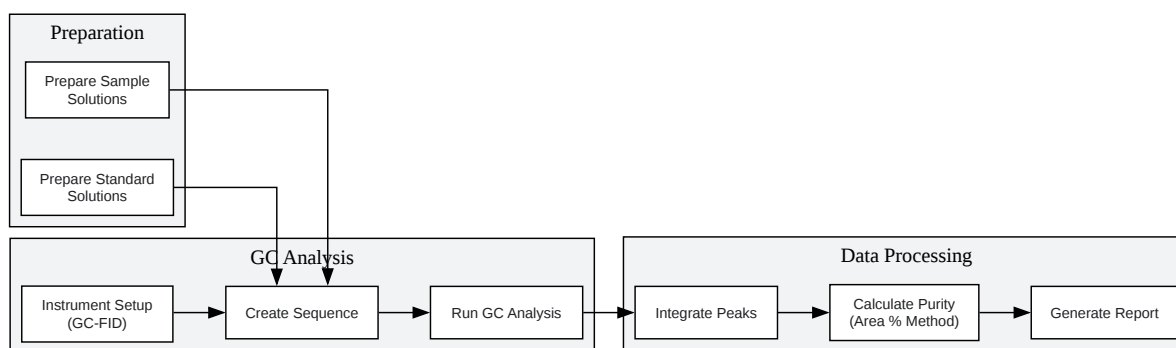 Preparation
Prepare Sample
Solutions
Prepare Standard
Solutions
GC Analysis
Instrument Setup
(GC-FID)
Create Sequence
Run GC Analysis
Data Processing
Integrate Peaks
Calculate Purity
(Area % Method)
Generate Report